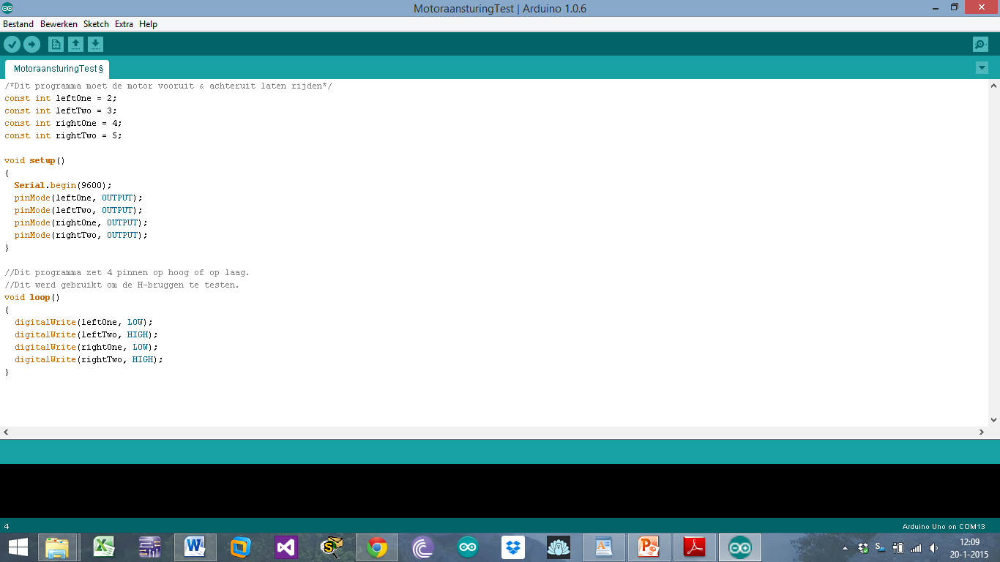 MotoraansturingTest | Arduino 1.0.6
Bestand Bewerken Sketch Extra Help
MotoraansturingTest §
/*Dit programma moet de motor vooruit & achteruit laten rijden*/
const int leftOne = 2;
const int leftTwo = 3;
const int rightOne = 4;
const int rightTwo = 5;
void setup()
{
Serial.begin(9600);
pinMode(leftOne, OUTPUT);
pinMode(leftTwo, OUTPUT);
pinMode(rightOne, OUTPUT);
pinMode(rightTwo, OUTPUT);
}
//Dit programma zet 4 pinnen op hoog of op laag.
//Dit werd gebruikt om de H-bruggen te testen.
void loop()
{
digitalWrite(leftOne, LOW);
digitalWrite(leftTwo, HIGH);
digitalWrite(rightOne, LOW);
digitalWrite(rightTwo, HIGH);
}
4 Arduino Uno on COM13
12:09
20-1-2015